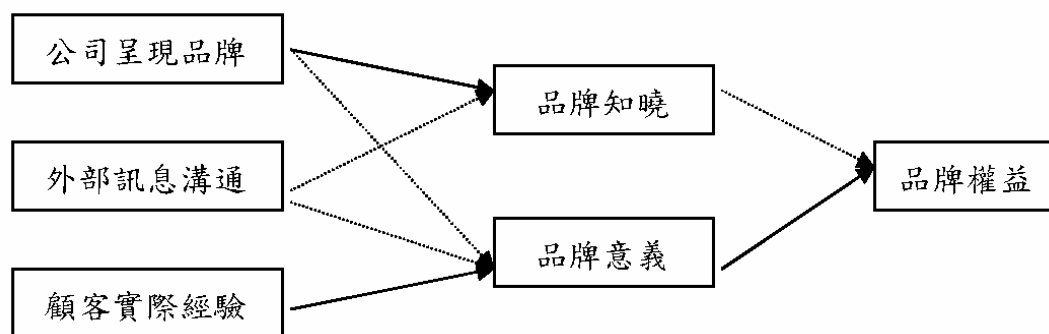 公司呈現品牌
外部訊息溝通
顧客實際經驗
品牌知曉
品牌意義
品牌權益